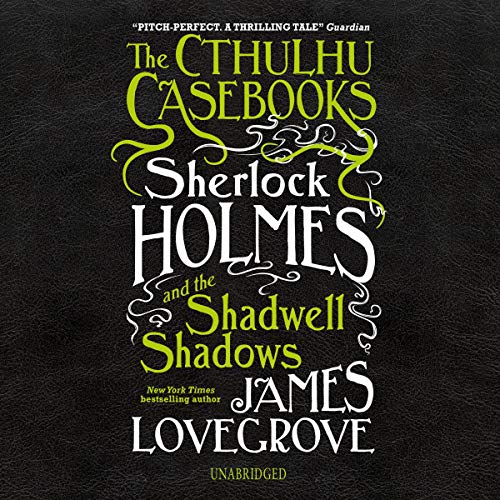 “PITCH-PERFECT. A THRILLING TALE” Guardian
The CTHULHU
CASEBOOKS
Sherlock
HOLMES
and the
Shadwell
Shadows
New York Times
bestselling author
JAMES
LOVEGROVE
UNABRIDGED